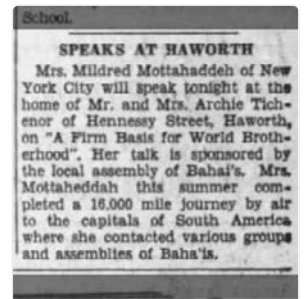 School.
SPEAKS AT HAWORTH
Mrs. Mildred Mottahaddeh of New
York City will speak tonight at the
home of Mr. and Mrs. Archie Tich-
enor of Hennessy Street, Haworth,
on "A Firm Basis for World Broth-
erhood". Her talk is sponsored by
the local assembly of Bahai's. Mrs.
Mottaheddah this summer com-
pleted a 16,000 mile journey by air
to the capitals of South America
where she contacted various groups
and assemblies of Baha'is.